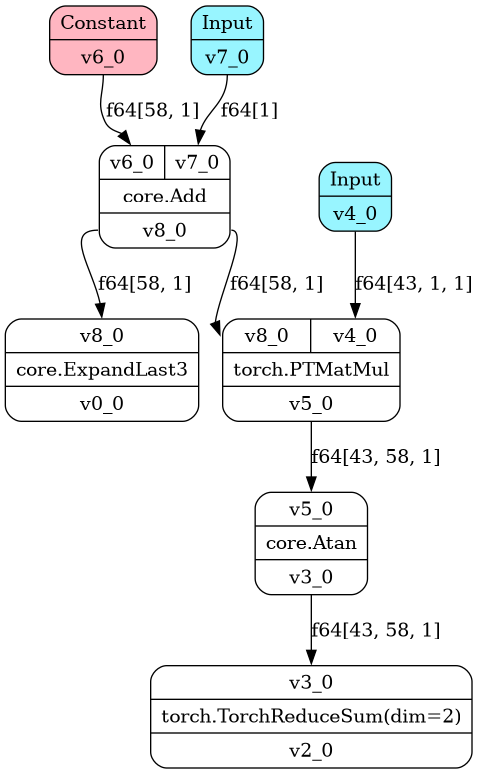 Constant
v6_0
Input
v7_0
f64[58, 1]
f64[1]
v6_0
v7_0
core.Add
v8_0
Input
v4_0
f64[58, 1]
f64[58, 1]
f64[43, 1, 1]
v8_0
core.ExpandLast3
v0_0
v8_0
v4_0
torch.PTMatMul
v5_0
f64[43, 58, 1]
v5_0
core.Atan
v3_0
f64[43, 58, 1]
v3_0
torch.TorchReduceSum(dim=2)
v2_0